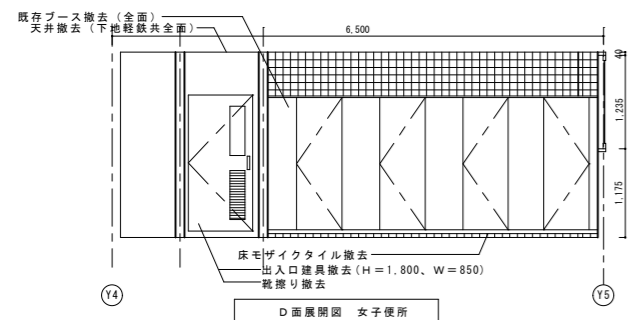 既存ブース撤去(全面)
天井撤去(下地軽鉄共全面)
6,500
40
1,235
1,175
床モザイクタイル撤去
出入口建具撤去(H=1,800、W=850)
靴擦り撤去
Y4
Y5
D面展開図 女子便所